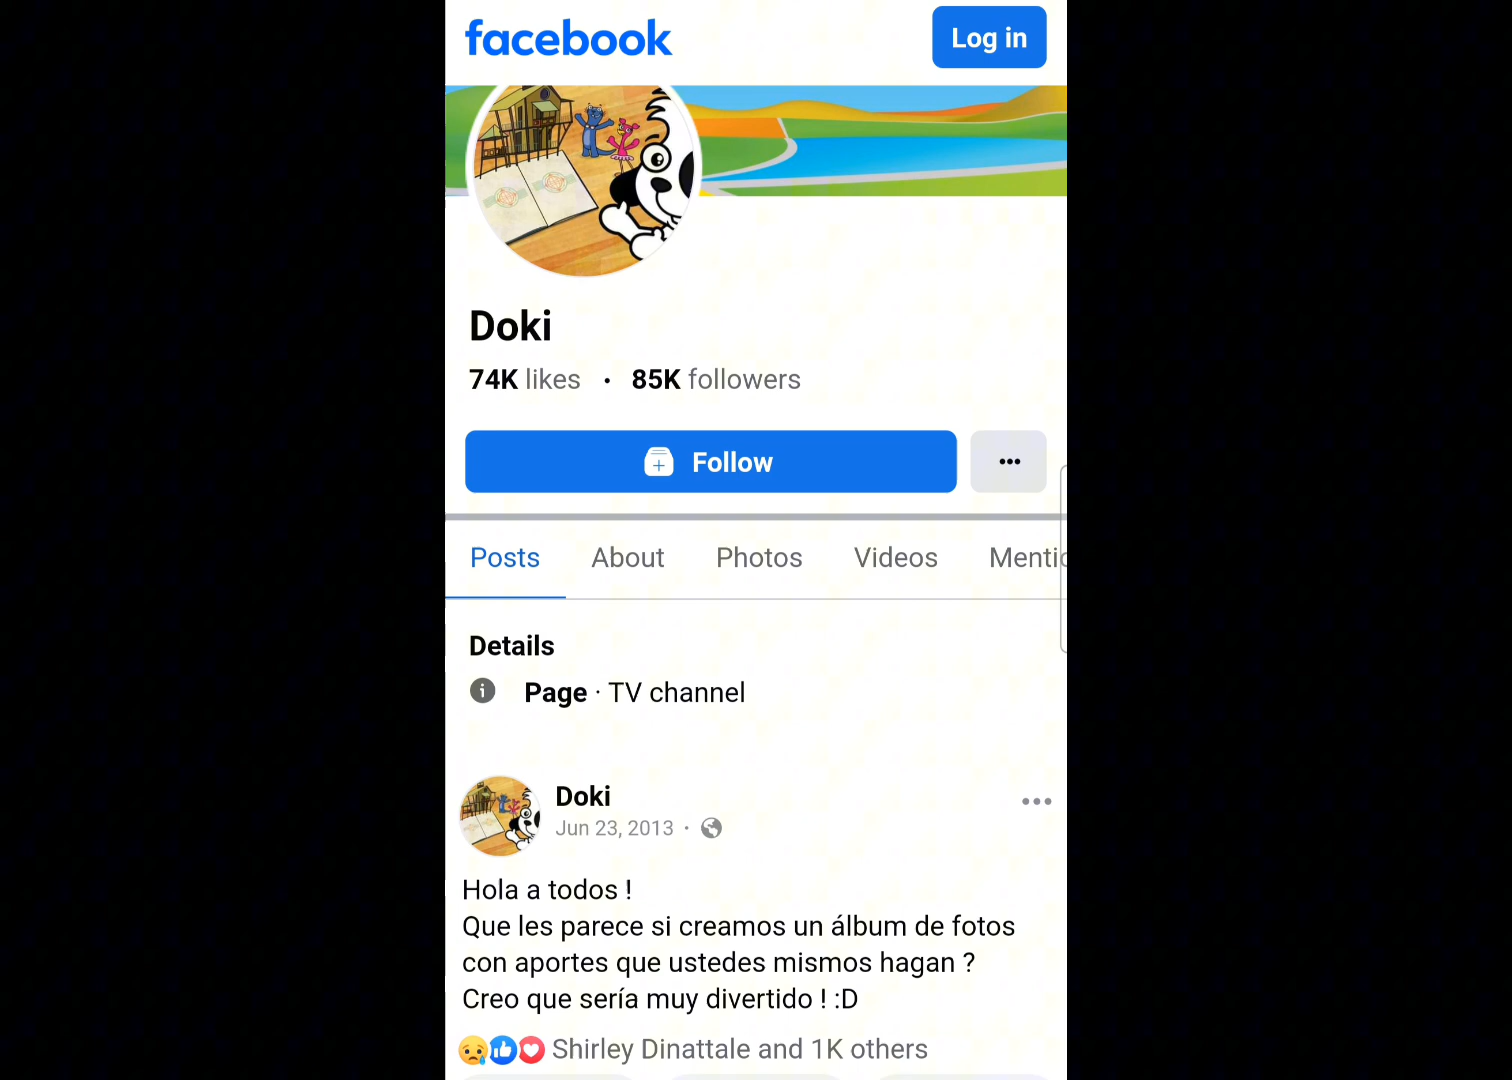 facebook
Log in
Doki
74K likes • 85K followers
Follow
Posts About Photos Videos Mentic
Details
Page · TV channel
Doki
Jun 23, 2013 ·
Hola a todos !
Que les parece si creamos un álbum de fotos
con aportes que ustedes mismos hagan ?
Creo que sería muy divertido ! :D
Shirley Dinattale and 1K others